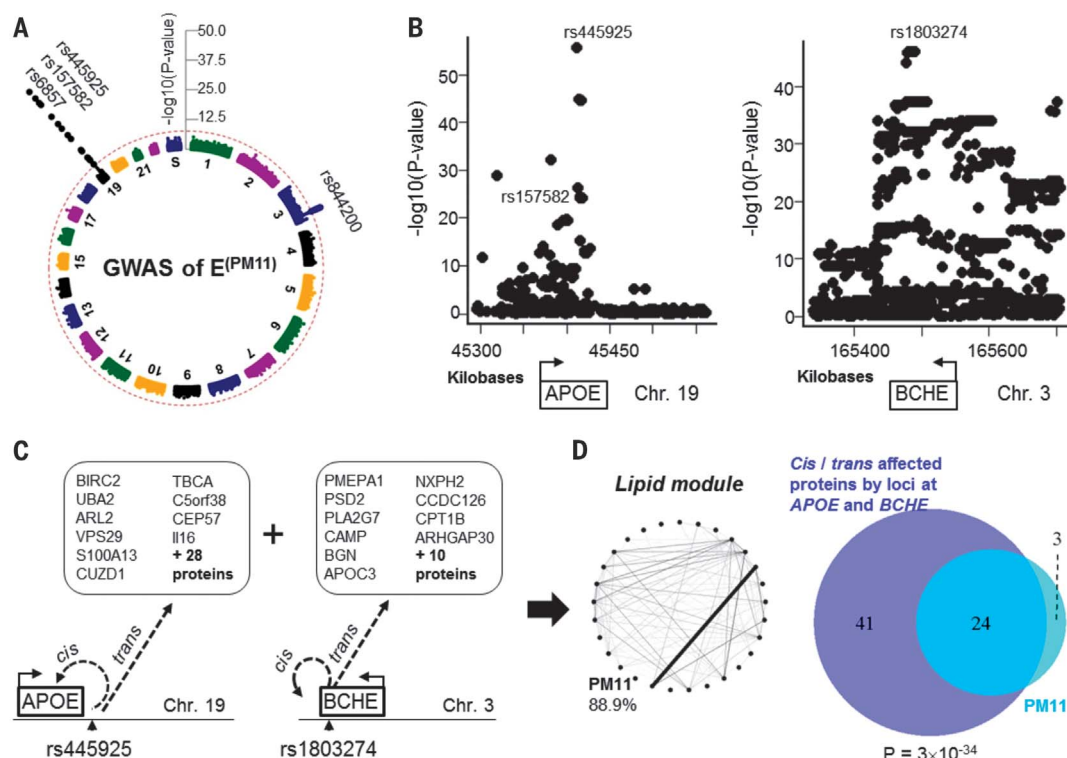 A
rs445925
rs157582
rs6857
-log10(P-value)
50.0
37.5
25.0
12.5
S
1
2
3
4
5
6
7
8
9
10
11
12
13
15
17
19
21
rs844200
GWAS of E(PM11)
B
rs445925
rs157582
-log10(P-value)
50
40
30
20
10
0
45300
45450
Kilobases
APOE
Chr. 19
rs1803274
-log10(P-value)
40
30
20
10
0
165400
165600
Kilobases
BCHE
Chr. 3
C
BIRC2
UBA2
ARL2
VPS29
S100A13
CUZD1
TBCA
C5orf38
CEP57
Il16
+ 28
proteins
+
PMEPA1
PSD2
PLA2G7
CAMP
BGN
APOC3
NXPH2
CCDC126
CPT1B
ARHGAP30
+ 10
proteins
cis
trans
APOE
Chr. 19
rs445925
cis
trans
BCHE
Chr. 3
rs1803274
D
Lipid module
PM11
88.9%
Cis / trans affected
proteins by loci at
APOE and BCHE
41
24
3
PM11
P = 3×10-34